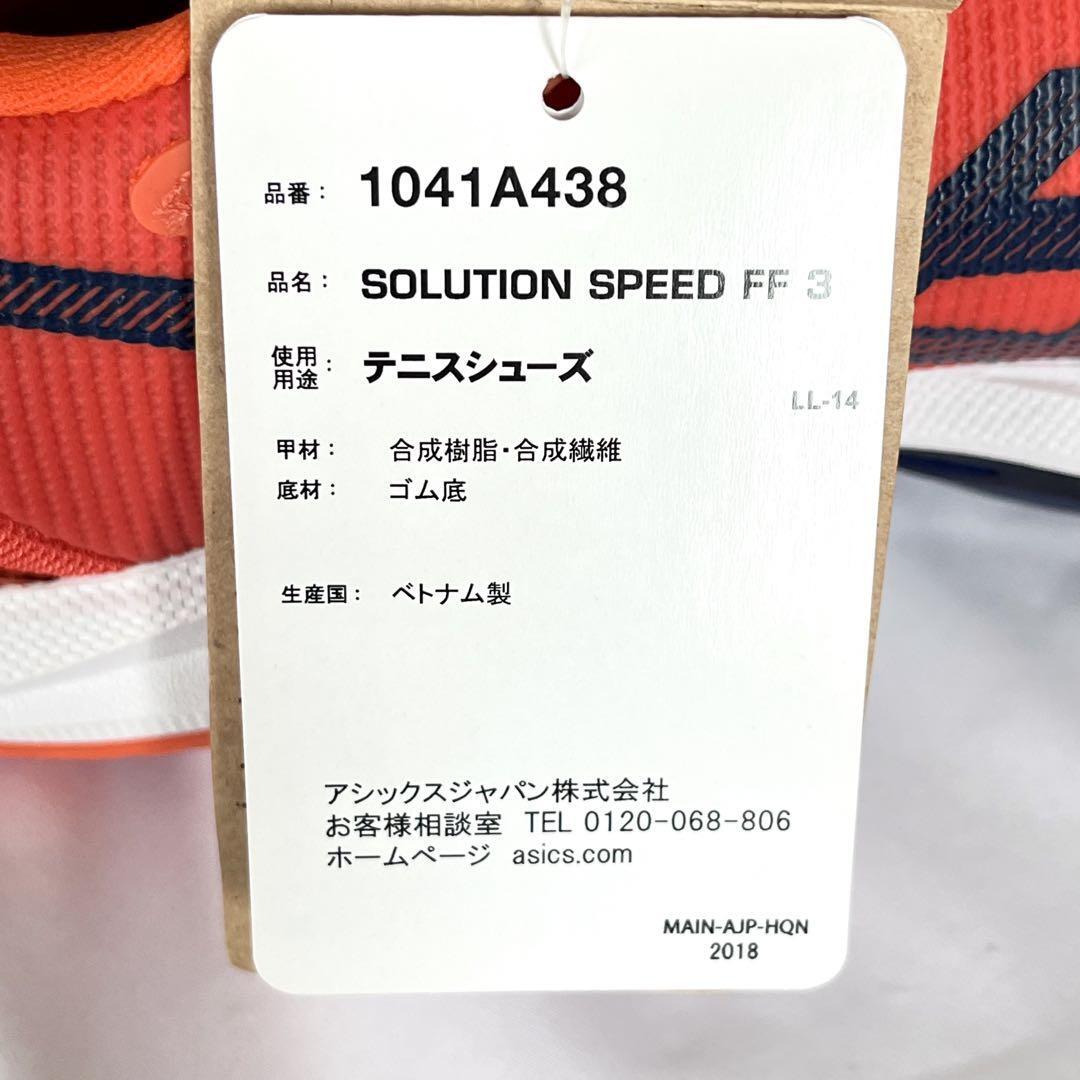 品番： 1041A438
品名： SOLUTION SPEED FF 3
使用
用途： テニスシューズ
LL-14
甲材： 合成樹脂・合成繊維
底材： ゴム底
生産国： ベトナム製
アシックスジャパン株式会社
お客様相談室 TEL 0120-068-806
ホームページ asics.com
MAIN-AJP-HQN
2018